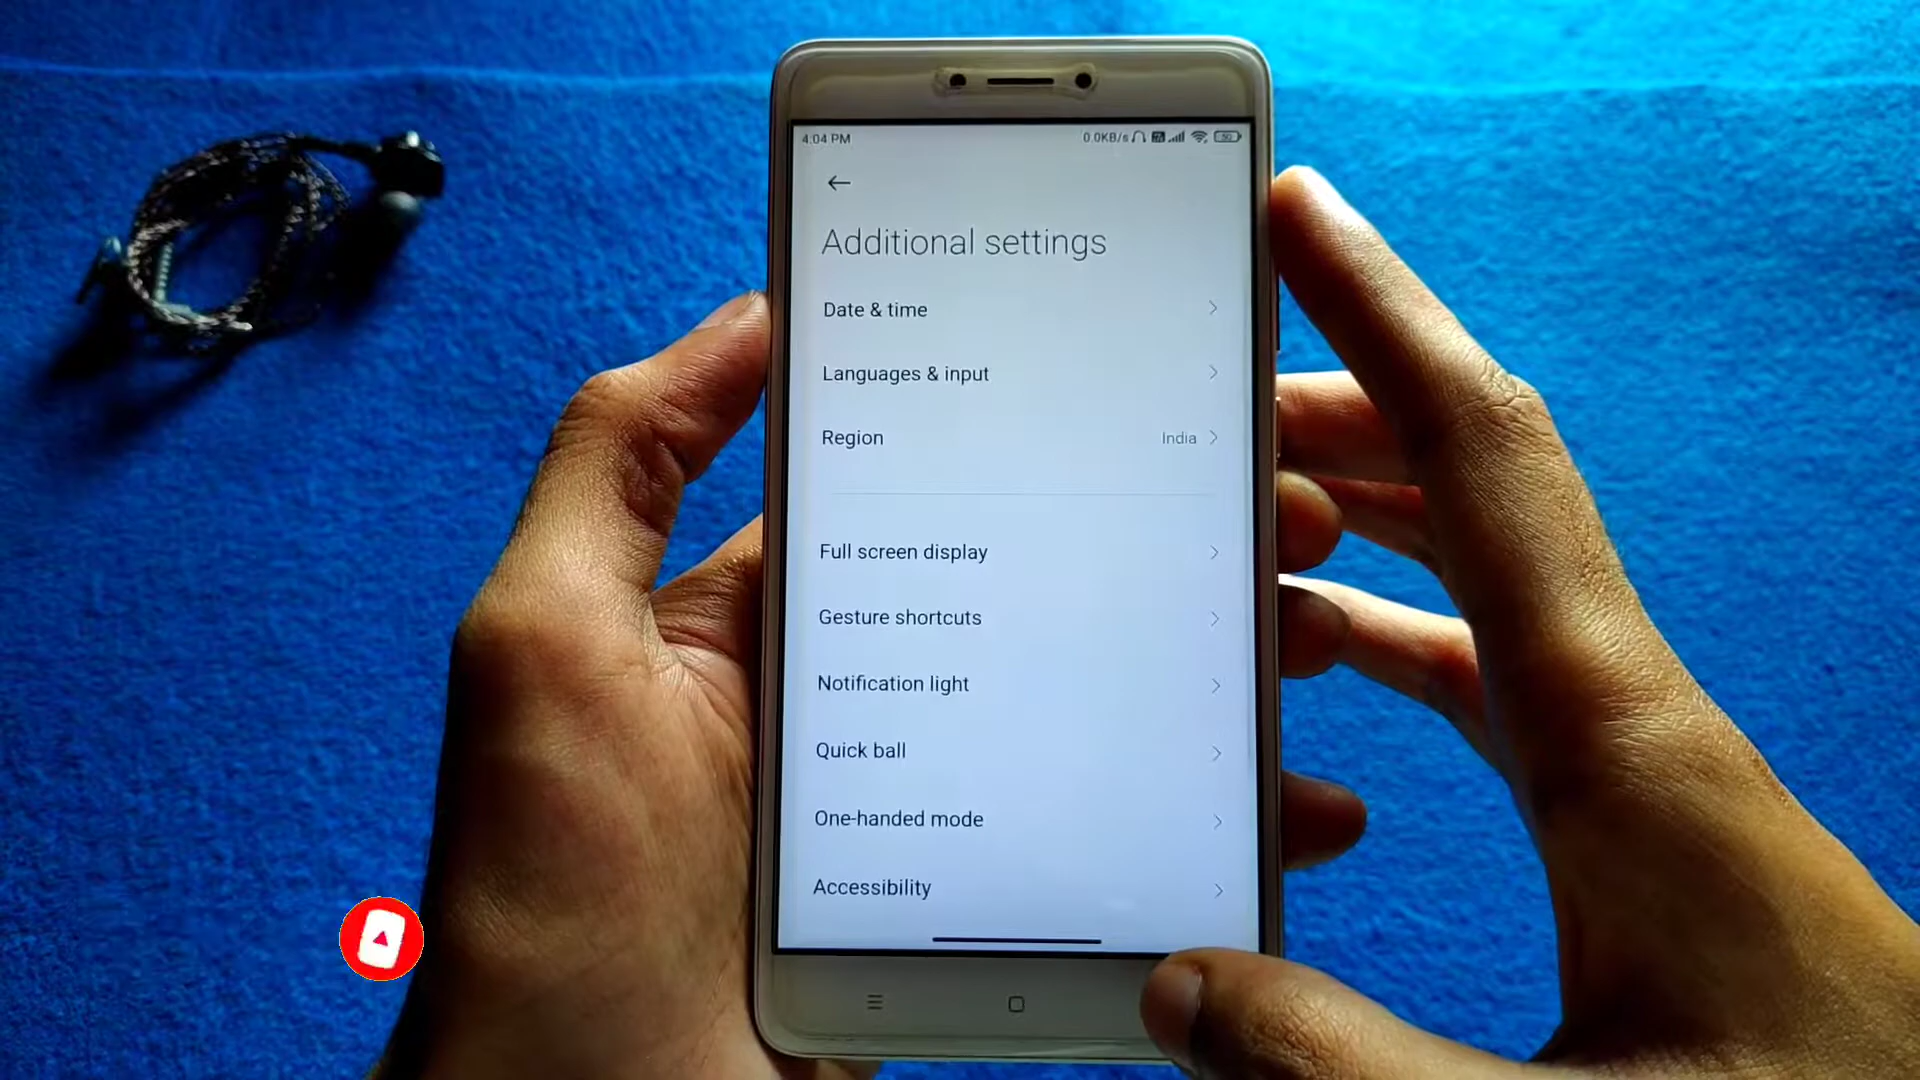 4:04 PM 0.0KB/s 50
Additional settings
Date & time
Languages & input
Region India
Full screen display
Gesture shortcuts
Notification light
Quick ball
One-handed mode
Accessibility